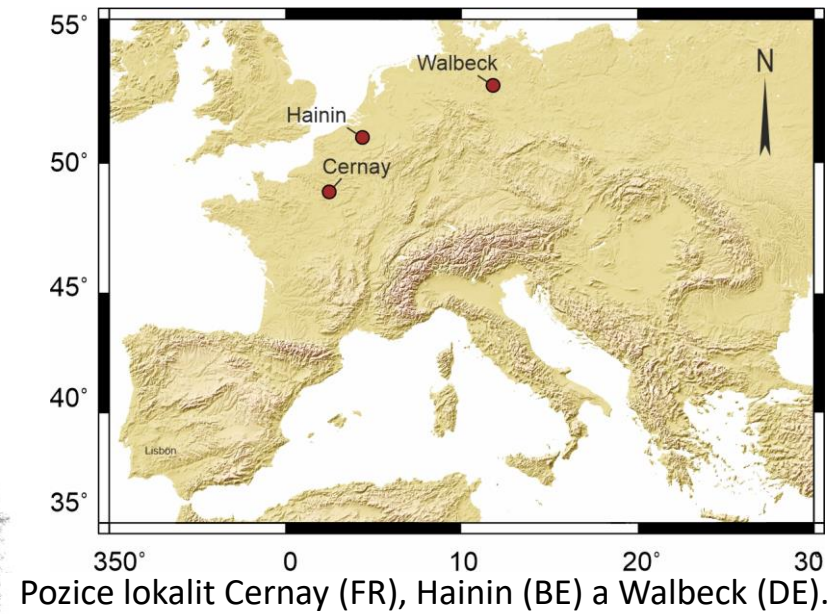 55°
Walbeck
N
Hainin
50°
Cernay
45°
40°
Lisbon
35°
350°
0
10
20°
30
Pozice lokalit Cernay (FR), Hainin (BE) a Walbeck (DE).